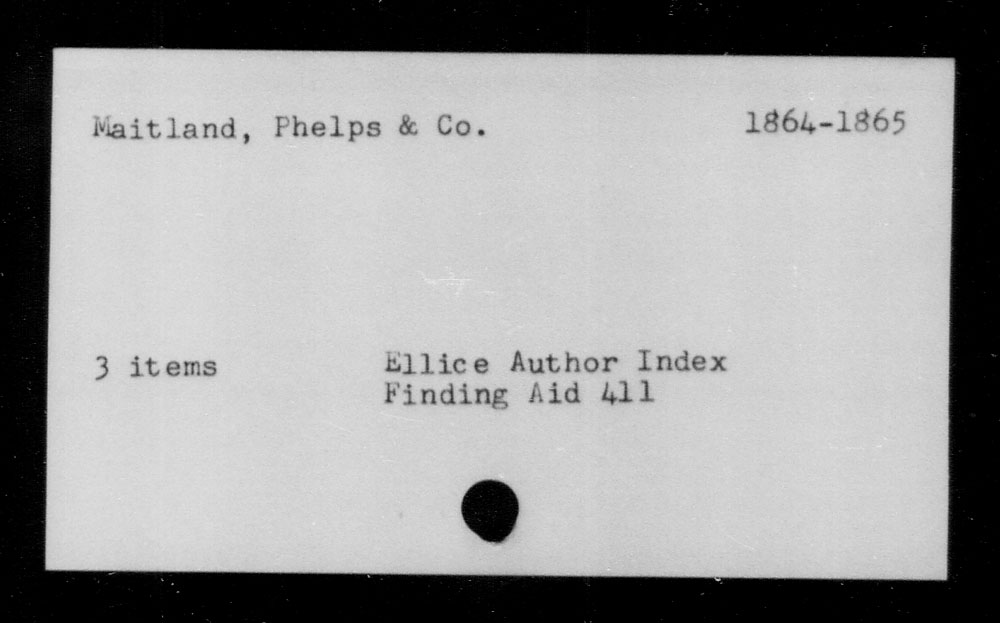 Maitland, Phelps & Co. 1864-1865
3 items Ellice Author Index
Finding Aid 411